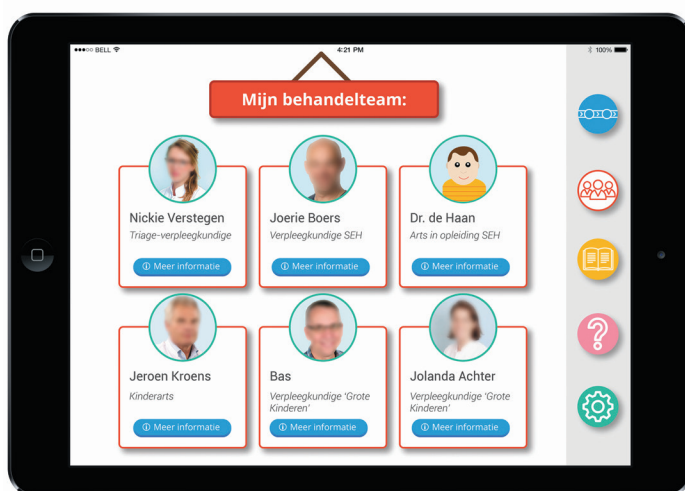 ●●●○○ BELL 4:21 PM 100%
Mijn behandelteam:
Nickie Verstegen
Triage-verpleegkundige
Meer informatie
Joerie Boers
Verpleegkundige SEH
Meer informatie
Dr. de Haan
Arts in opleiding SEH
Meer informatie
Jeroen Kroens
Kinderarts
Meer informatie
Bas
Verpleegkundige ‘Grote
Kinderen’
Meer informatie
Jolanda Achter
Verpleegkundige ‘Grote
Kinderen’
Meer informatie
?